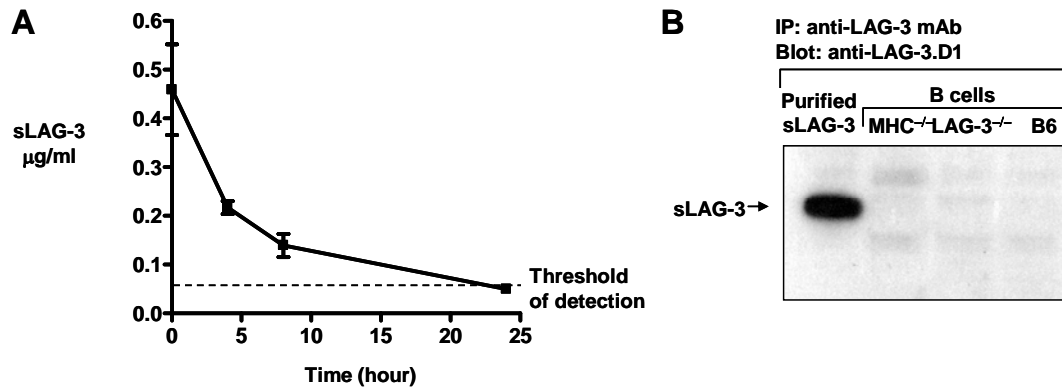 A
sLAG-3
μg/ml
0.6
0.5
0.4
0.3
0.2
0.1
0.0
0 5 10 15 20 25
Time (hour)
Threshold
of detection
B
IP: anti-LAG-3 mAb
Blot: anti-LAG-3.D1
Purified
sLAG-3
B cells
MHC–/– LAG-3–/– B6
sLAG-3